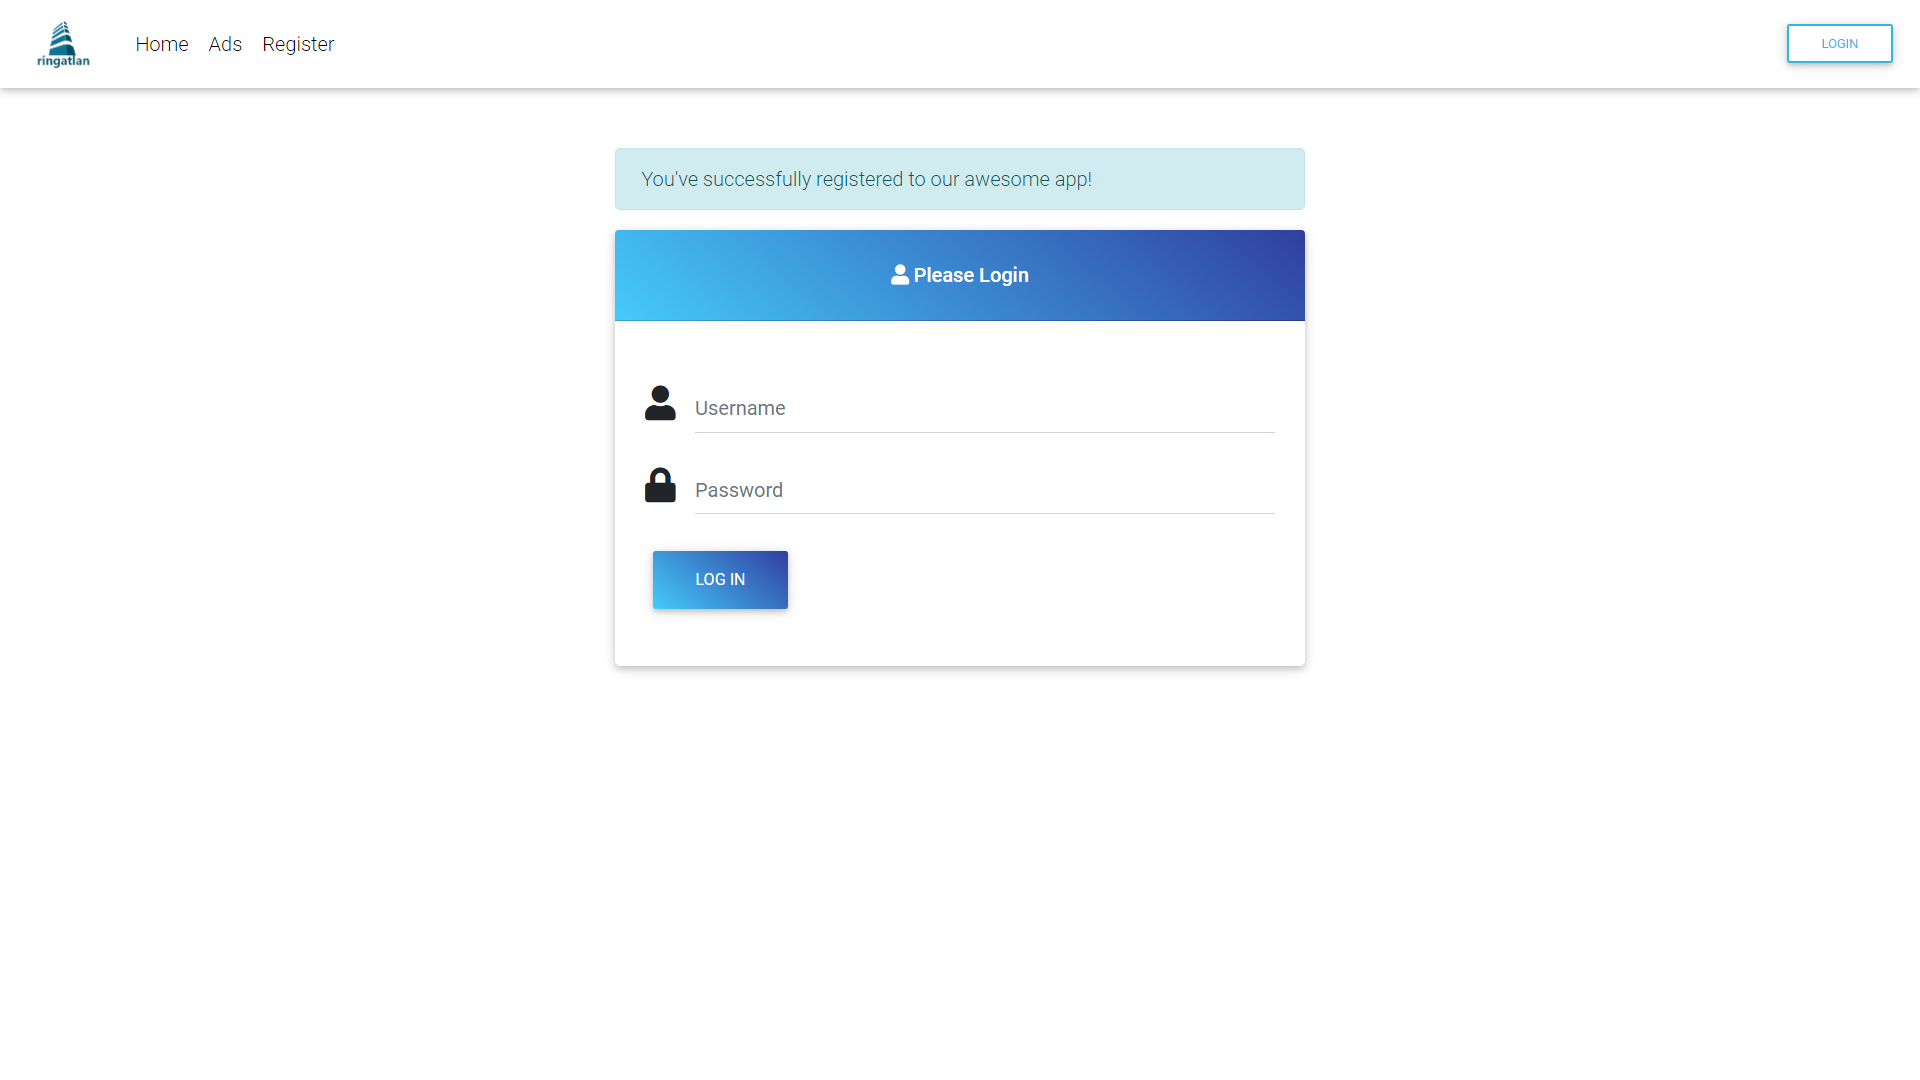 ringatlan
Home Ads Register
LOGIN
You've successfully registered to our awesome app!
Please Login
Username
Password
LOG IN